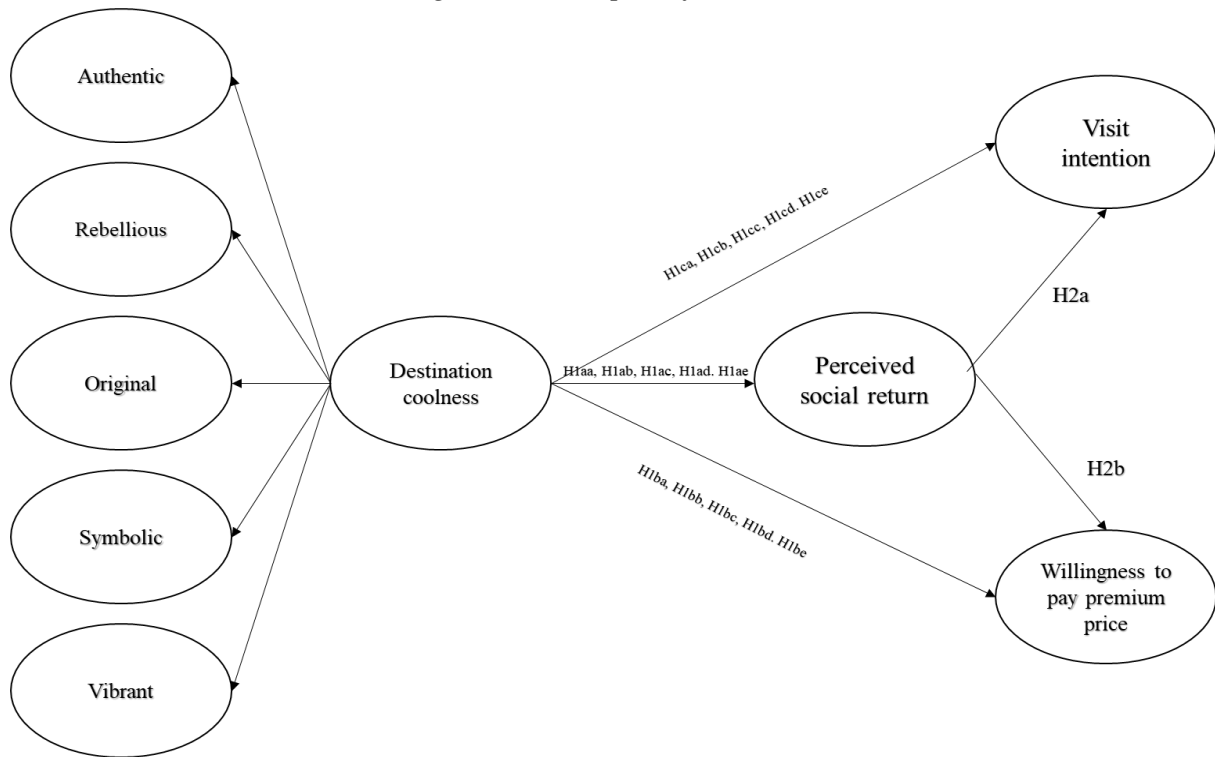 Authentic
Rebellious
Original
Symbolic
Vibrant
Destination
coolness
H1ca, H1cb, H1cc, H1cd. H1ce
H1aa, H1ab, H1ac, H1ad. H1ae
H1ba, H1bb, H1bc, H1bd. H1be
Perceived
social return
Visit
intention
H2a
H2b
Willingness to
pay premium
price